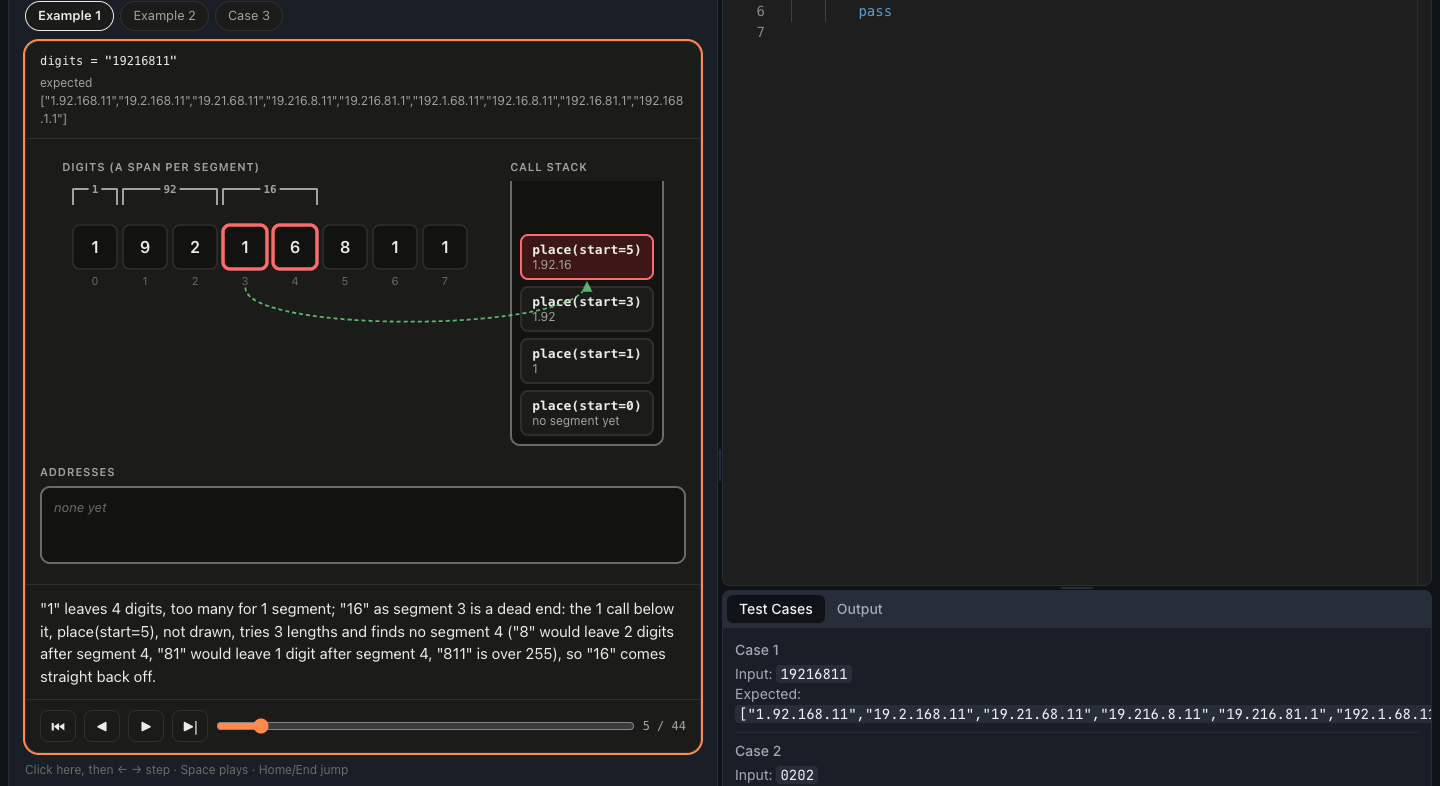 Example 1
Example 2
Case 3
digits = "19216811"
expected
["1.92.168.11","19.2.168.11","19.21.68.11","19.216.8.11","19.216.81.1","192.1.68.11","192.16.8.11","192.16.81.1","192.168
.1.1"]
DIGITS (A SPAN PER SEGMENT)
1 92 16
1 9 2 1 6 8 1 1
0 1 2 3 4 5 6 7
CALL STACK
place(start=5)
1.92.16
place(start=3)
1.92
place(start=1)
1
place(start=0)
no segment yet
ADDRESSES
none yet
"1" leaves 4 digits, too many for 1 segment; "16" as segment 3 is a dead end: the 1 call below
it, place(start=5), not drawn, tries 3 lengths and finds no segment 4 ("8" would leave 2 digits
after segment 4, "81" would leave 1 digit after segment 4, "811" is over 255), so "16" comes
straight back off.
5 / 44
Click here, then ← → step · Space plays · Home/End jump
6 pass
7
Test Cases
Output
Case 1
Input: 19216811
Expected:
["1.92.168.11","19.2.168.11","19.21.68.11","19.216.8.11","19.216.81.1","192.1.68.11
Case 2
Input: 0202